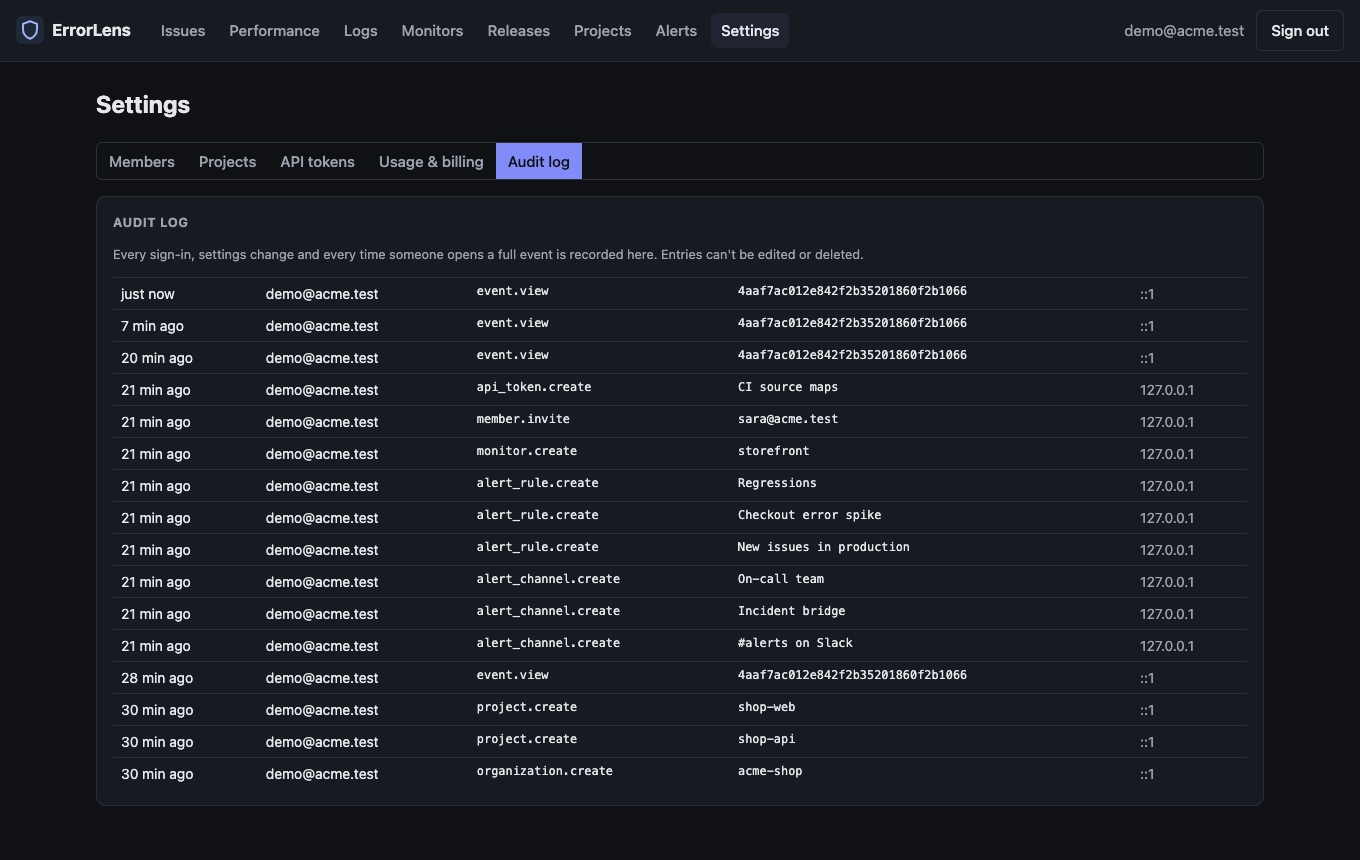 ErrorLens Issues Performance Logs Monitors Releases Projects Alerts Settings demo@acme.test Sign out
Settings
Members Projects API tokens Usage & billing Audit log
AUDIT LOG
Every sign-in, settings change and every time someone opens a full event is recorded here. Entries can't be edited or deleted.
just now demo@acme.test event.view 4aaf7ac012e842f2b35201860f2b1066 ::1
7 min ago demo@acme.test event.view 4aaf7ac012e842f2b35201860f2b1066 ::1
20 min ago demo@acme.test event.view 4aaf7ac012e842f2b35201860f2b1066 ::1
21 min ago demo@acme.test api_token.create CI source maps 127.0.0.1
21 min ago demo@acme.test member.invite sara@acme.test 127.0.0.1
21 min ago demo@acme.test monitor.create storefront 127.0.0.1
21 min ago demo@acme.test alert_rule.create Regressions 127.0.0.1
21 min ago demo@acme.test alert_rule.create Checkout error spike 127.0.0.1
21 min ago demo@acme.test alert_rule.create New issues in production 127.0.0.1
21 min ago demo@acme.test alert_channel.create On-call team 127.0.0.1
21 min ago demo@acme.test alert_channel.create Incident bridge 127.0.0.1
21 min ago demo@acme.test alert_channel.create #alerts on Slack 127.0.0.1
28 min ago demo@acme.test event.view 4aaf7ac012e842f2b35201860f2b1066 ::1
30 min ago demo@acme.test project.create shop-web ::1
30 min ago demo@acme.test project.create shop-api ::1
30 min ago demo@acme.test organization.create acme-shop ::1